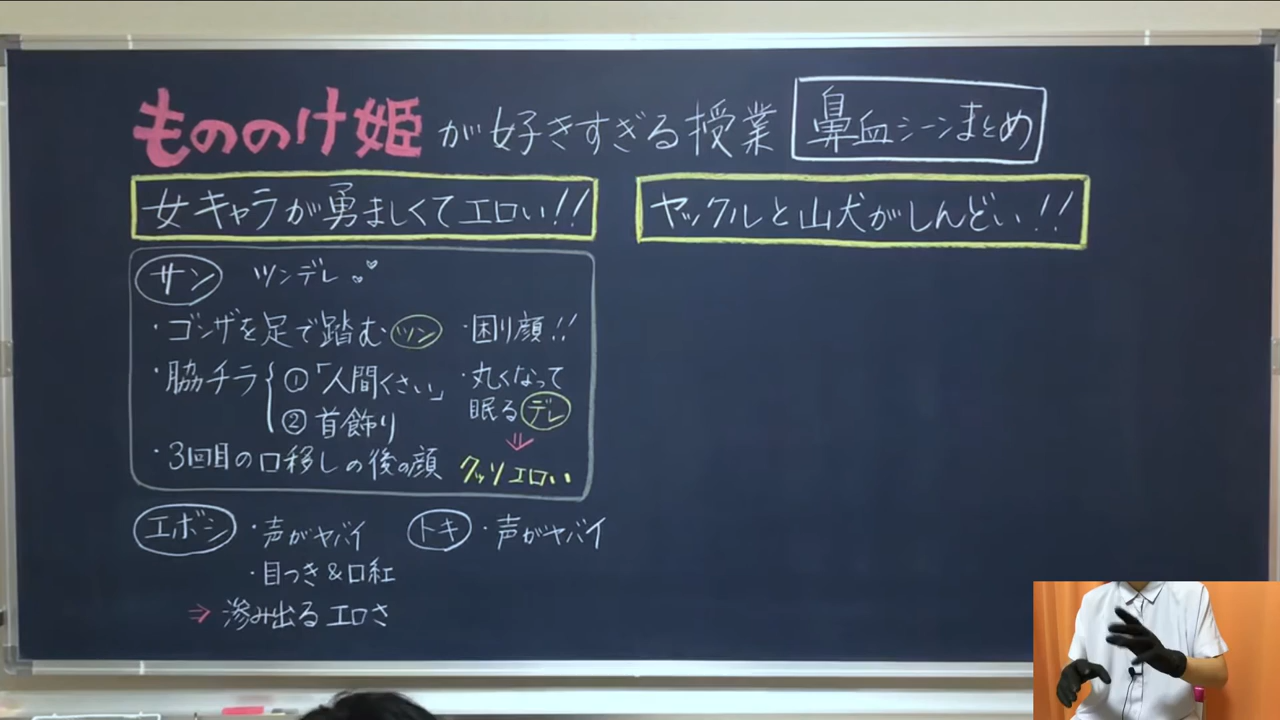 もののけ姫が好きすぎる授業 鼻血シーンまとめ
女キャラが勇ましくてエロい!!
サン ツンデレ
・ゴンザを足で踏む ツン
・脇チラ ①「人間くさい」
②首飾り
・3回目の口移しの後の顔
・困り顔!!
・丸くなって
眠る デレ
⇓
クッソエロい
エボシ ・声がヤバイ
・目つき&口紅
⇒ 滲み出るエロさ
トキ ・声がヤバイ
ヤックルと山犬がしんどい!!